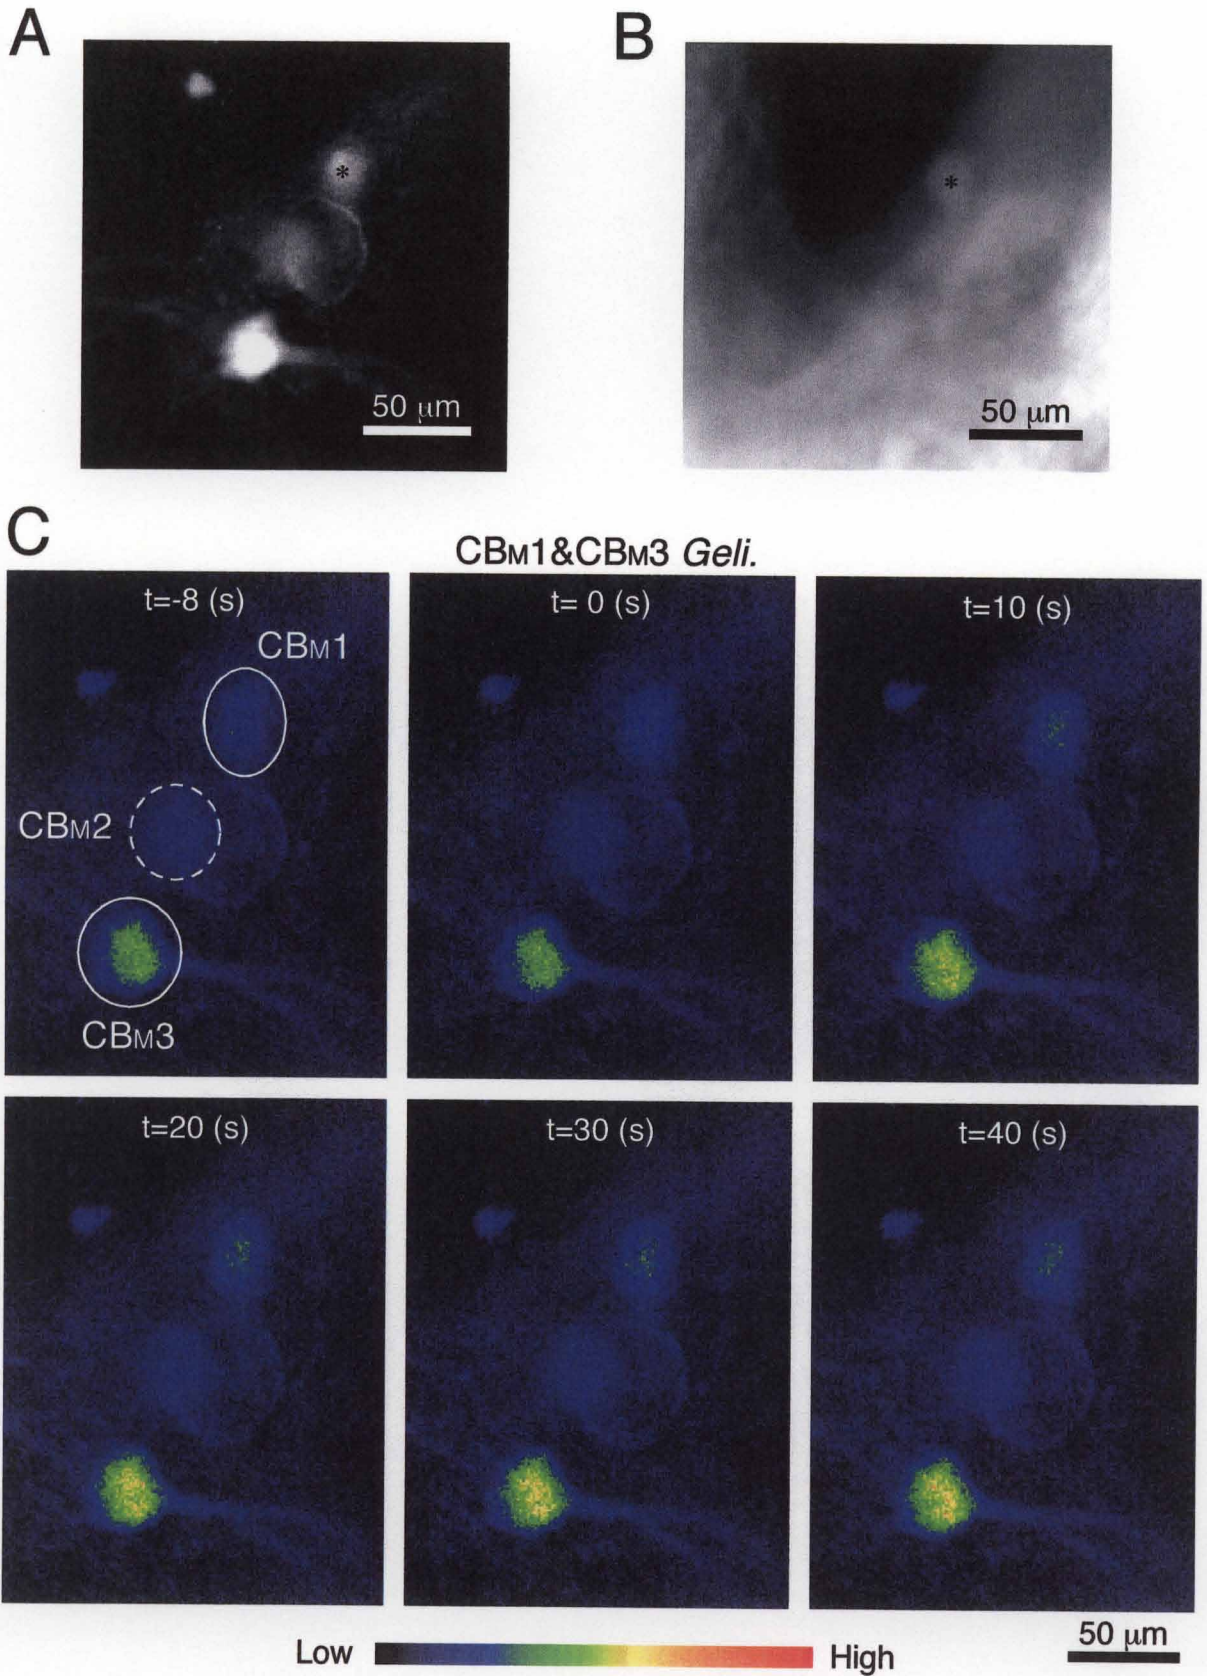 A
B
*
*
50 μm
50 μm
C
CBM1&CBM3 Geli.
t=-8 (s)
t= 0 (s)
t=10 (s)
CBM1
CBM2
CBM3
t=20 (s)
t=30 (s)
t=40 (s)
Low
High
50 μm